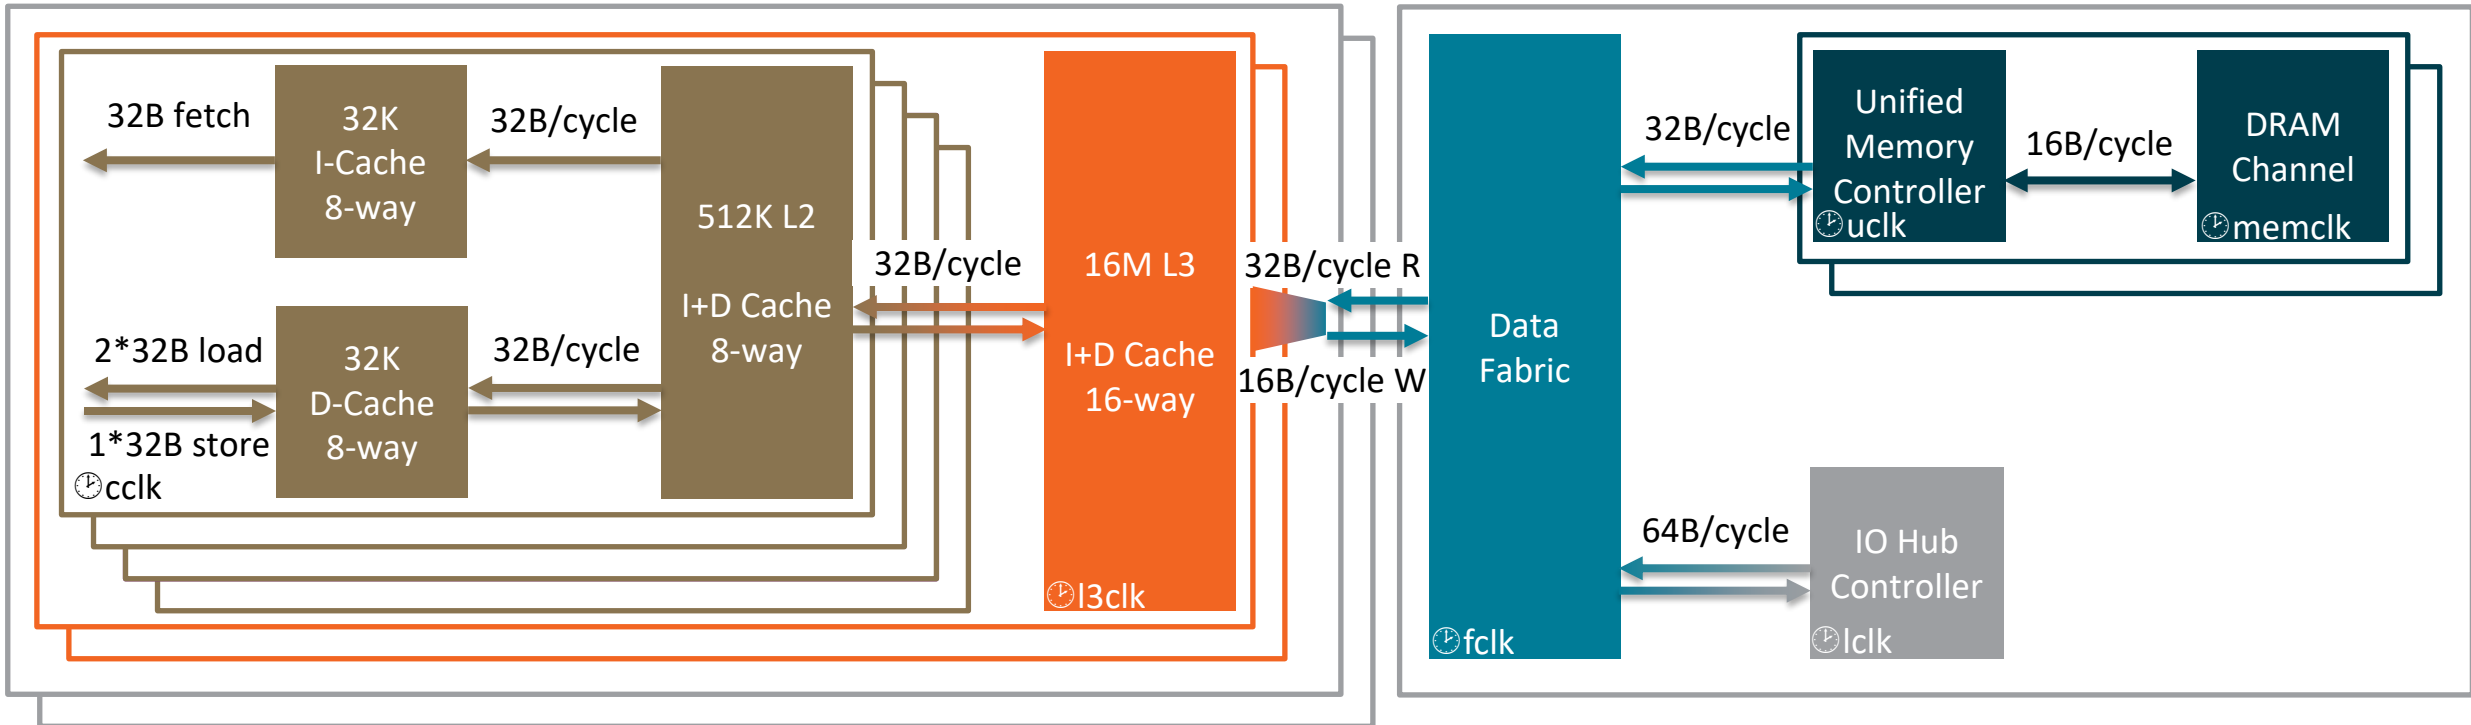 32B fetch
32K
I-Cache
8-way
32B/cycle
2*32B load
1*32B store
32K
D-Cache
8-way
32B/cycle
cclk
512K L2
I+D Cache
8-way
32B/cycle
16M L3
I+D Cache
16-way
l3clk
32B/cycle R
16B/cycle W
Data
Fabric
fclk
32B/cycle
Unified
Memory
Controller
uclk
16B/cycle
DRAM
Channel
memclk
64B/cycle
IO Hub
Controller
lclk